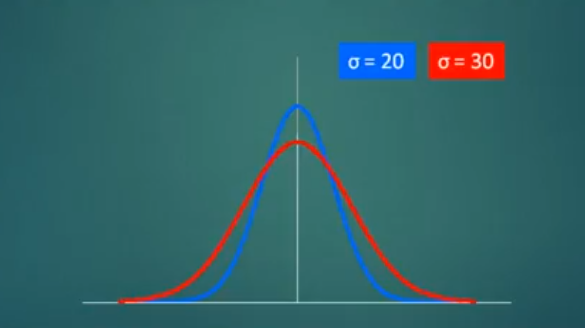 σ = 20
σ = 30